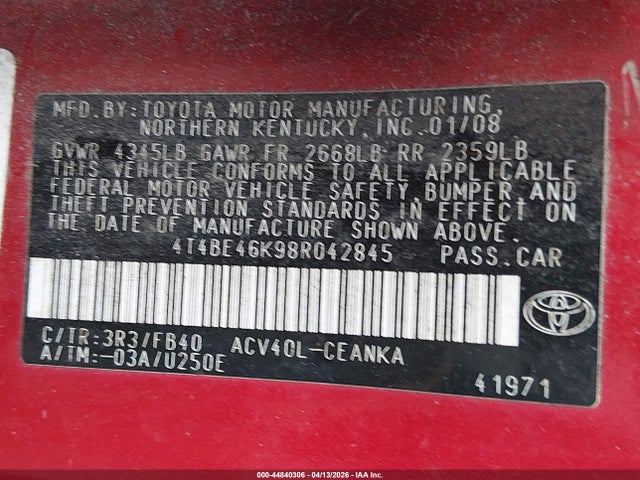 MFD.BY:TOYOTA MOTOR MANUFACTURING,
NORTHERN KENTUCKY,INC.01/08
GVWR 4345LB GAWR FR 2668LB RR 2359LB
THIS VEHICLE CONFORMS TO ALL APPLICABLE
FEDERAL MOTOR VEHICLE SAFETY, BUMPER, AND
THEFT PREVENTION STANDARDS IN EFFECT ON
THE DATE OF MANUFACTURE SHOWN ABOVE.
4T4BE46K98R042845 PASS.CAR
C/TR:3R3/FB40 ACV40L-CEANKA
A/TM:-03A/U250E
41971
TOYOTA
000-44840306 - 04/13/2026 - IAAI Inc.